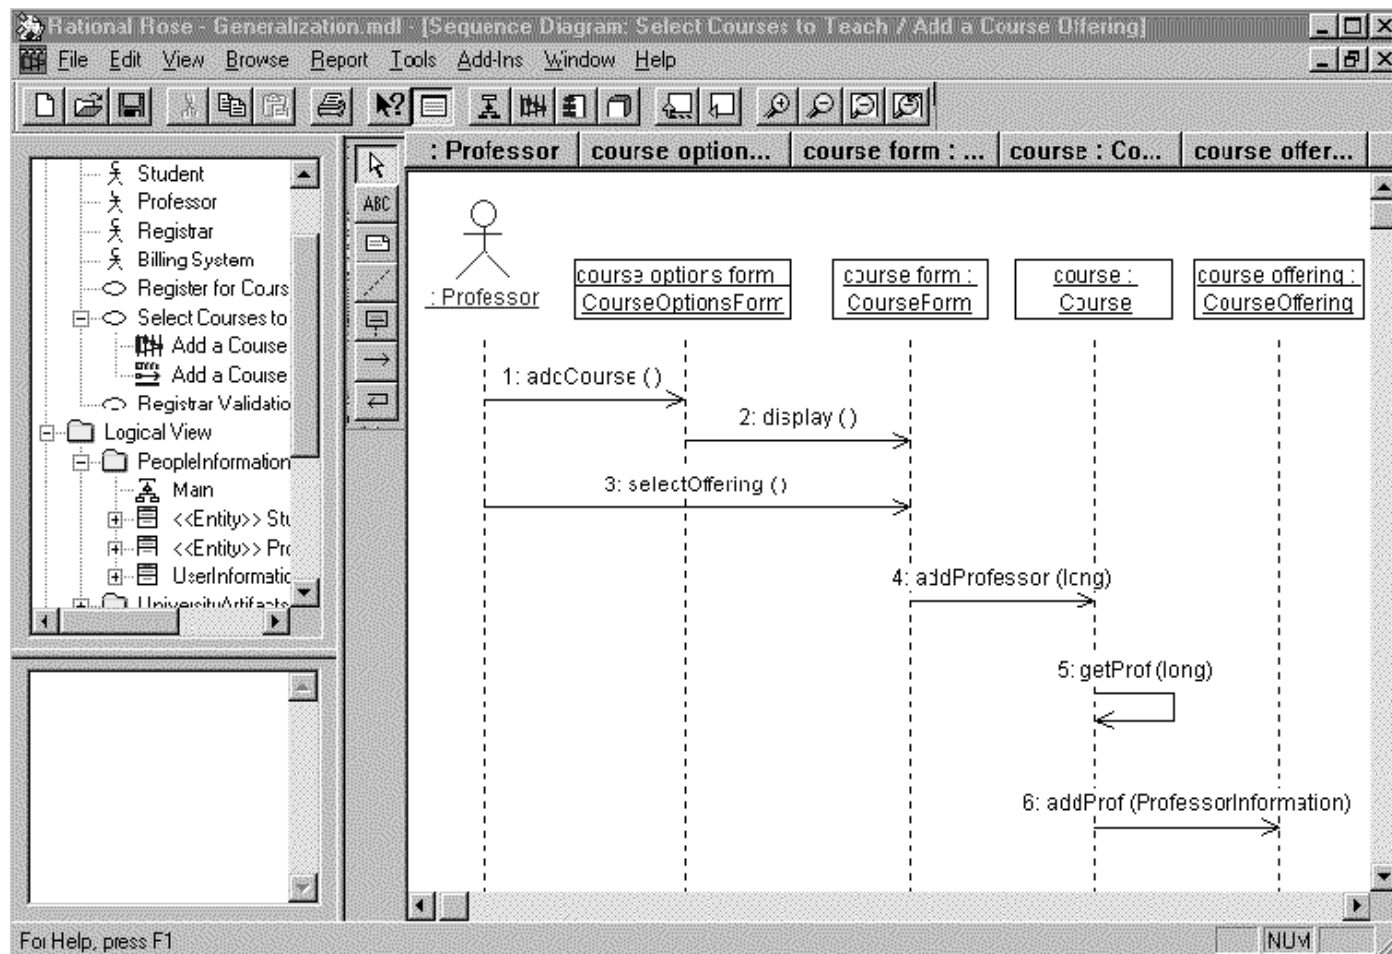 Rational Rose - Generalization.mdl - [Sequence Diagram: Select Courses to Teach / Add a Course Offering]
File Edit View Browse Report Tools Add-Ins Window Help
: Professor course option... course form : ... course : Co... course offer...
Student
Professor
Registrar
Billing System
Register for Cours
Select Courses to
Add a Course
Add a Course
Registrar Validatio
Logical View
PeopleInformation
Main
<<Entity>> Stu
<<Entity>> Pro
UserInformatio
UniversityArtifacts
ABC
: Professor
course options form
: CourseOptionsForm
course form :
CourseForm
course :
Course
course offering :
CourseOffering
1: addCourse ( )
2: display ( )
3: selectOffering ( )
4: addProfessor (long)
5: getProf (long)
6: addProf (ProfessorInformation)
For Help, press F1
NUM